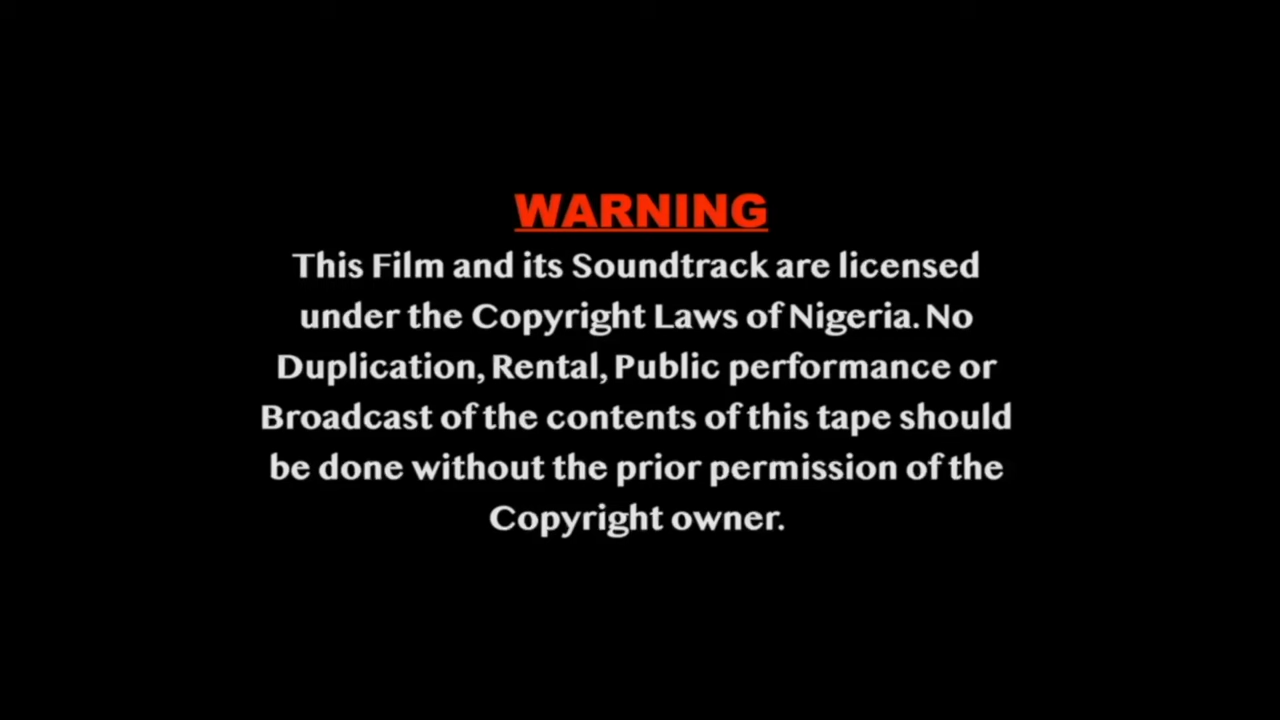 WARNING
This Film and its Soundtrack are licensed
under the Copyright Laws of Nigeria. No
Duplication, Rental, Public performance or
Broadcast of the contents of this tape should
be done without the prior permission of the
Copyright owner.